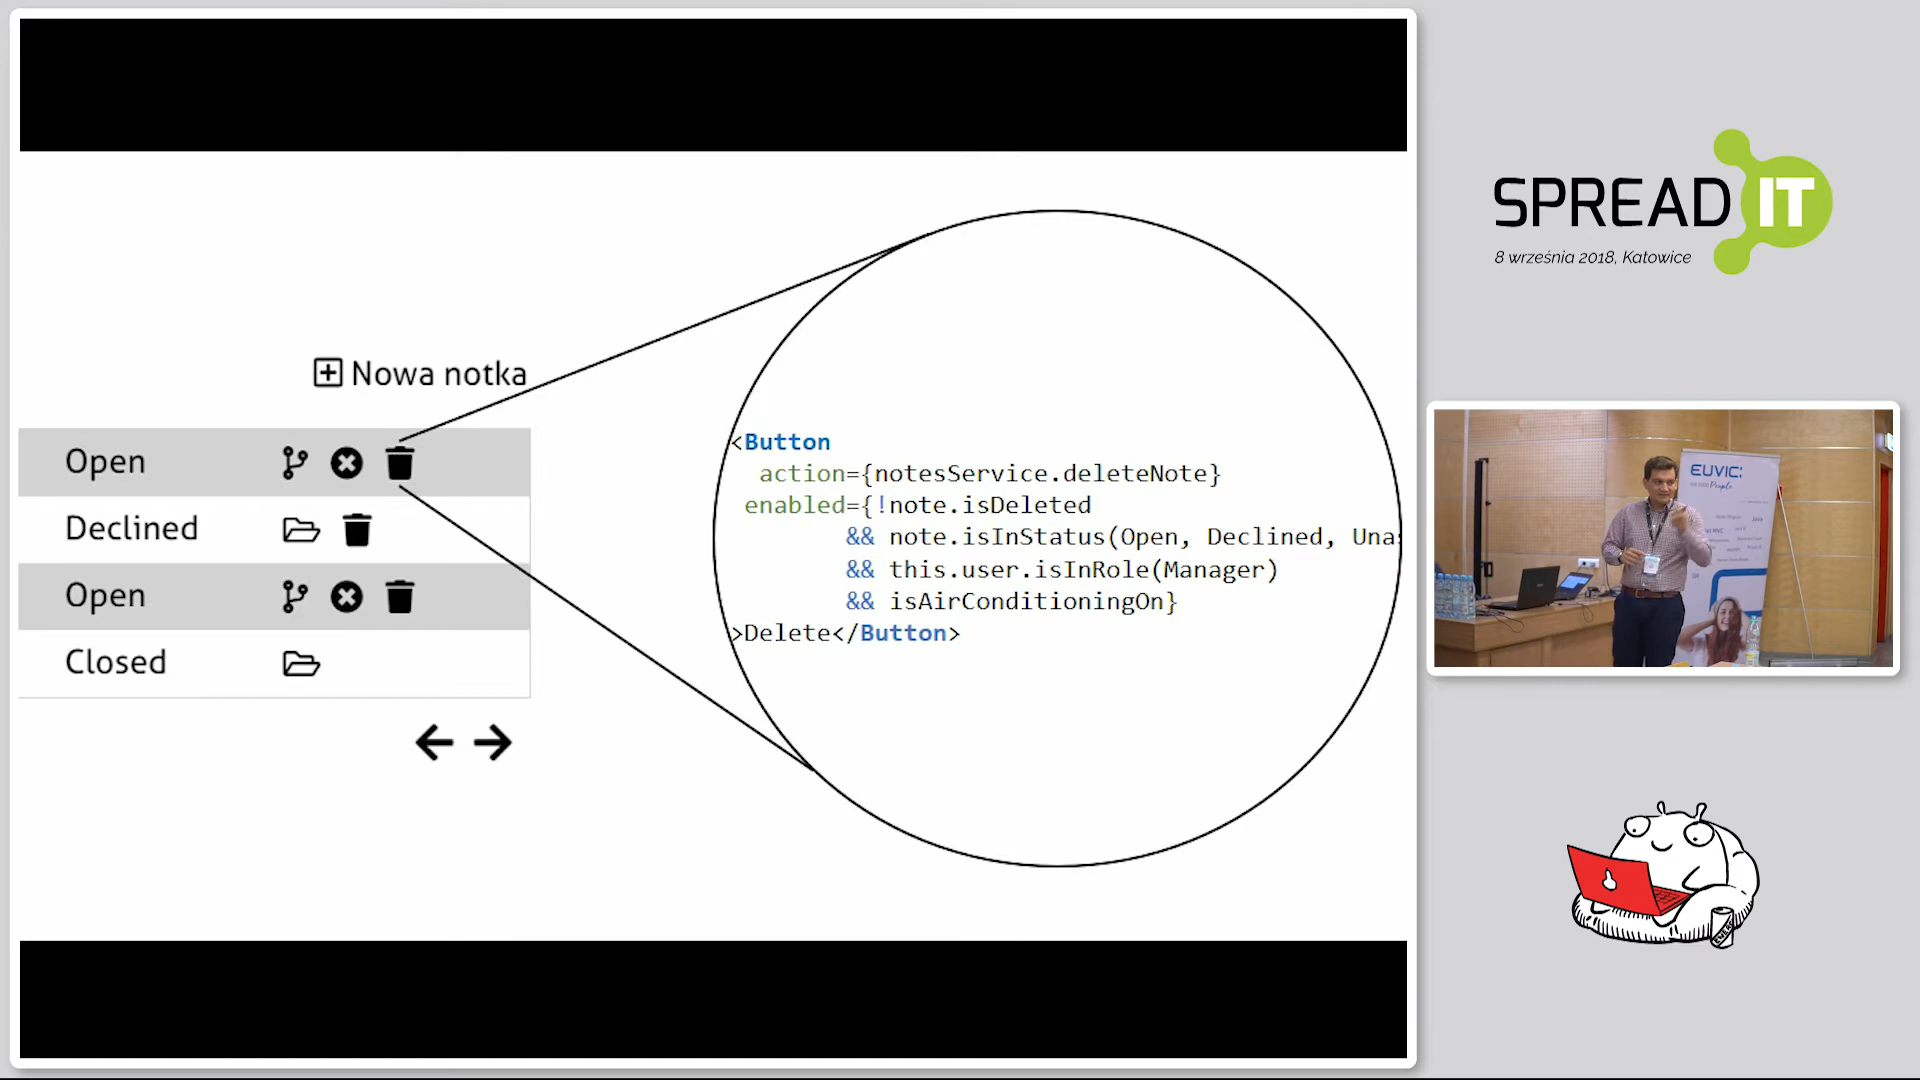 Nowa notka
Open
Declined
Open
Closed
<Button
action={notesService.deleteNote}
enabled={!note.isDeleted
&& note.isInStatus(Open, Declined, Una
&& this.user.isInRole(Manager)
&& isAirConditioningOn}
>Delete</Button>
SPREAD IT
8 września 2018, Katowice
EUVIC
People